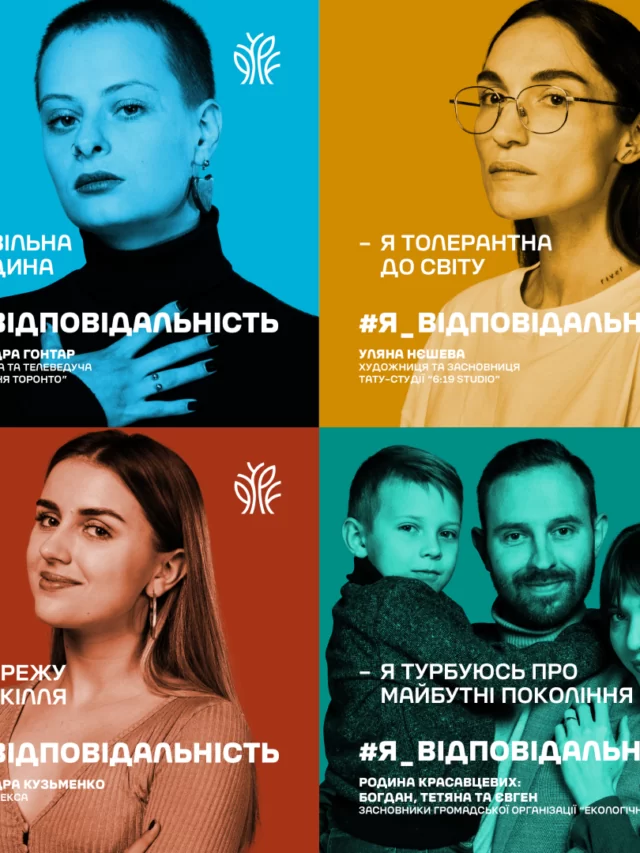 ВІЛЬНА
ДИНА
ВІДПОВІДАЛЬНІСТЬ
ДРА ГОНТАР
А ТА ТЕЛЕВЕДУЧА
НЯ ТОРОНТО"
– Я ТОЛЕРАНТНА
ДО СВІТУ
#Я_ВІДПОВІДАЛЬН
УЛЯНА НЄШЕВА
ХУДОЖНИЦЯ ТА ЗАСНОВНИЦЯ
ТАТУ-СТУДІЇ "6:19 STUDIO"
РЕЖУ
КІЛЛЯ
ВІДПОВІДАЛЬНІСТЬ
ДРА КУЗЬМЕНКО
ЕКСА
– Я ТУРБУЮСЬ ПРО
МАЙБУТНІ ПОКОЛІННЯ
#Я_ВІДПОВІДАЛЬН
РОДИНА КРАСАВЦЕВИХ:
БОГДАН, ТЕТЯНА ТА ЄВГЕН
ЗАСНОВНИКИ ГРОМАДСЬКОЇ ОРГАНІЗАЦІЇ "ЕКОЛОГІЧН